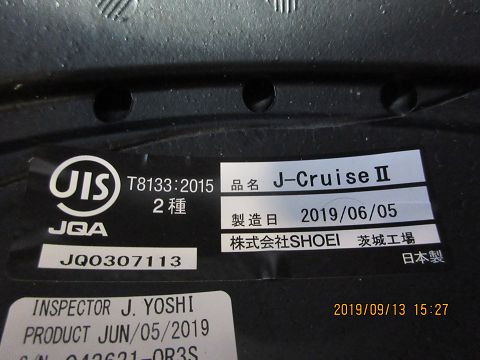 JIS
JQA
T8133:2015
2種
JQ0307113
品名 J-CruiseⅡ
製造日 2019/06/05
株式会社SHOEI 茨城工場
日本製
INSPECTOR J. YOSHI
PRODUCT JUN/05/2019
2019/09/13 15:27